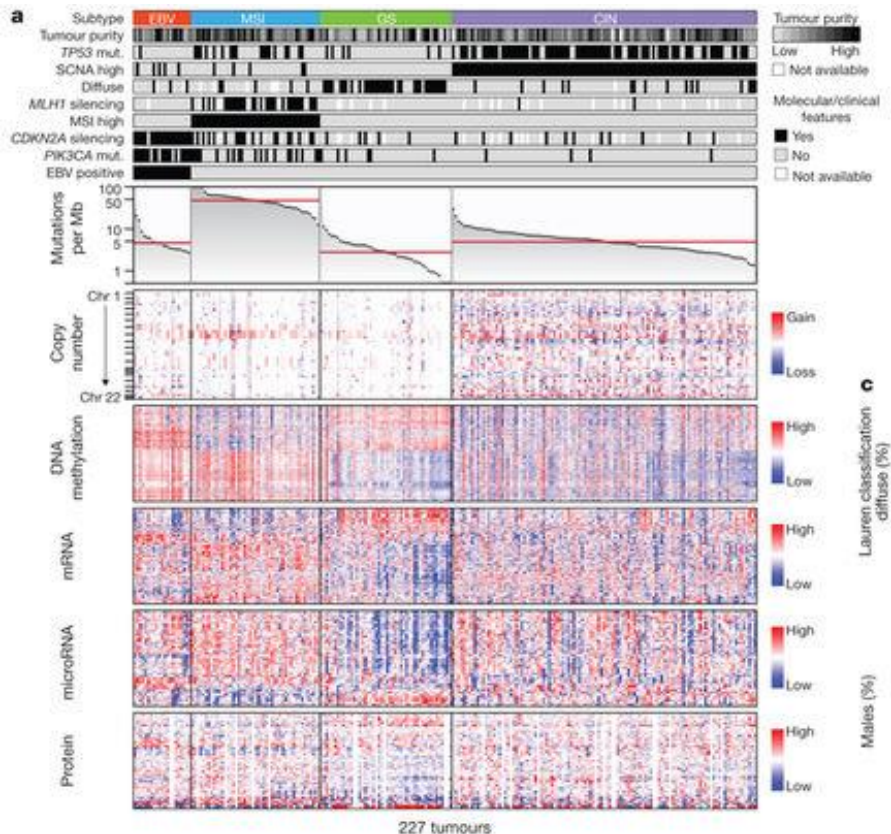 a
Subtype EBV MSI GS CIN
Tumour purity
TP53 mut.
SCNA high
Diffuse
MLH1 silencing
MSI high
CDKN2A silencing
PIK3CA mut.
EBV positive
Tumour purity
Low High
Not available
Molecular/clinical
features
Yes
No
Not available
Mutations
per Mb
100
50
10
5
1
Copy
number
Chr 1
Chr 22
Gain
Loss
DNA
methylation
High
Low
mRNA
High
Low
microRNA
High
Low
Protein
High
Low
227 tumours
c
Lauren classification
diffuse (%)
Males (%)